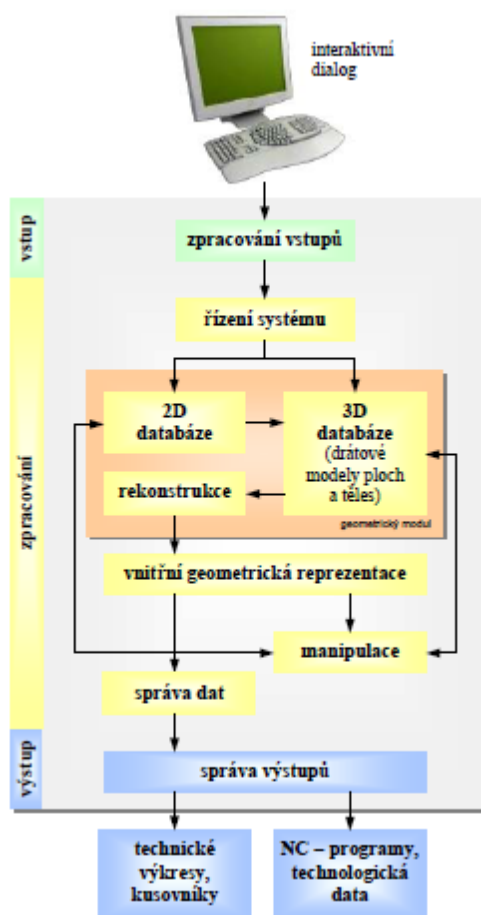 interaktivní
dialog
vstup
zpracování vstupů
zpracování
řízení systému
2D
databáze
3D
databáze
(drátové
modely ploch
a těles)
rekonstrukce
geometrický modul
vnitřní geometrická reprezentace
manipulace
správa dat
výstup
správa výstupů
technické
výkresy,
kusovníky
NC – programy,
technologická
data